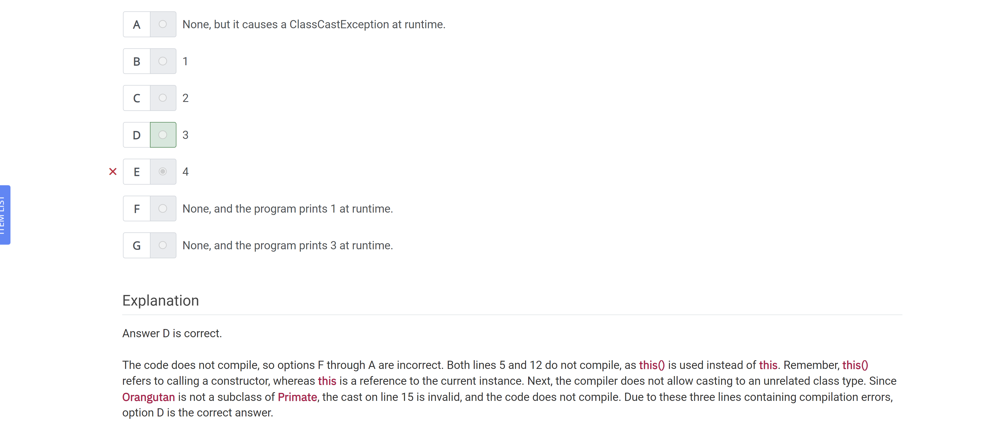 A None, but it causes a ClassCastException at runtime.
B 1
C 2
D 3
E 4
F None, and the program prints 1 at runtime.
G None, and the program prints 3 at runtime.
ITEM LIST
Explanation
Answer D is correct.
The code does not compile, so options F through A are incorrect. Both lines 5 and 12 do not compile, as this() is used instead of this. Remember, this()
refers to calling a constructor, whereas this is a reference to the current instance. Next, the compiler does not allow casting to an unrelated class type. Since
Orangutan is not a subclass of Primate, the cast on line 15 is invalid, and the code does not compile. Due to these three lines containing compilation errors,
option D is the correct answer.